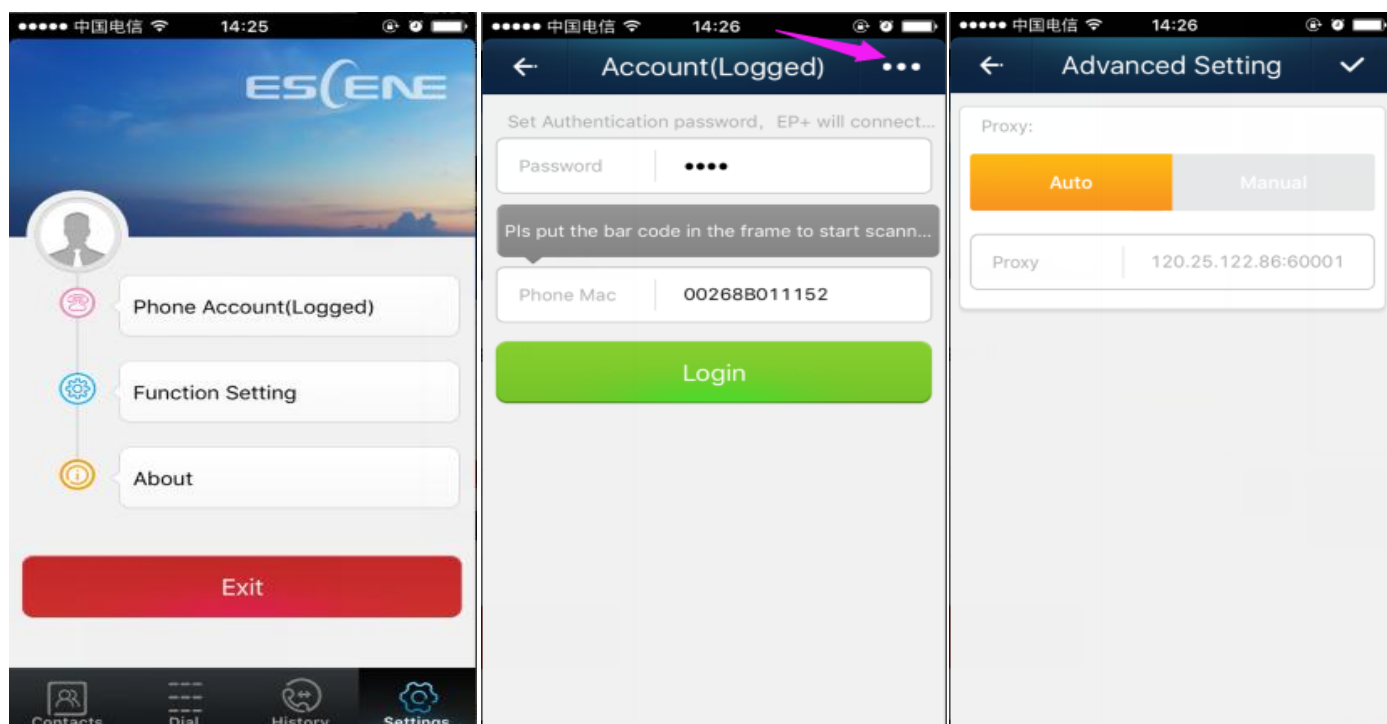 中国电信 14:25
ESCENE
Phone Account(Logged)
Function Setting
About
Exit
Contacts Dial History Settings
中国电信 14:26
Account(Logged)
Set Authentication password, EP+ will connect...
Password ••••
Pls put the bar code in the frame to start scann...
Phone Mac 00268B011152
Login
中国电信 14:26
Advanced Setting
Proxy:
Auto Manual
Proxy 120.25.122.86:60001